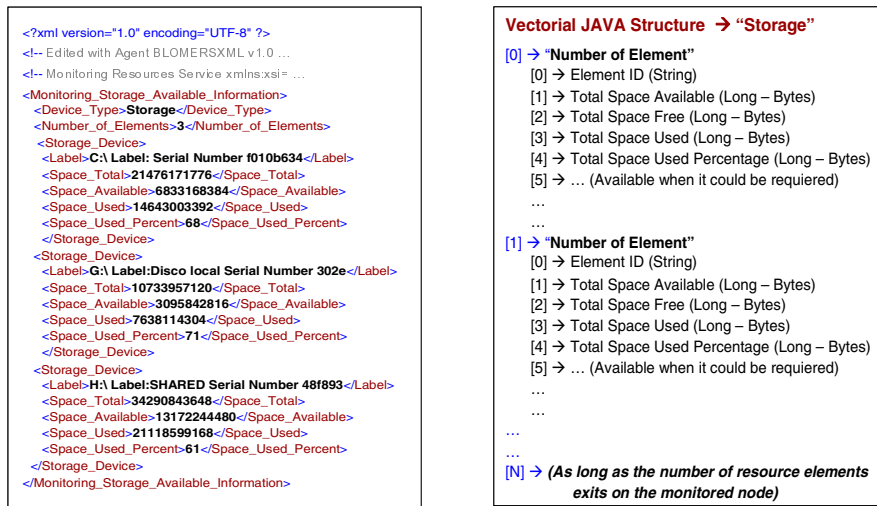 <?xml version="1.0" encoding="UTF-8" ?>
<!-- Edited with Agent BLOMERSXML v1.0 ...
<!-- Monitoring Resources Service xmlns:xsi= ...
<Monitoring_Storage_Available_Information>
<Device_Type>Storage</Device_Type>
<Number_of_Elements>3</Number_of_Elements>
<Storage_Device>
<Label>C:\ Label: Serial Number f010b634</Label>
<Space_Total>21476171776</Space_Total>
<Space_Available>6833168384</Space_Available>
<Space_Used>14643003392</Space_Used>
<Space_Used_Percent>68</Space_Used_Percent>
</Storage_Device>
<Storage_Device>
<Label>G:\ Label:Disco local Serial Number 302e</Label>
<Space_Total>10733957120</Space_Total>
<Space_Available>3095842816</Space_Available>
<Space_Used>7638114304</Space_Used>
<Space_Used_Percent>71</Space_Used_Percent>
</Storage_Device>
<Storage_Device>
<Label>H:\ Label:SHARED Serial Number 48f893</Label>
<Space_Total>34290843648</Space_Total>
<Space_Available>13172244480</Space_Available>
<Space_Used>21118599168</Space_Used>
<Space_Used_Percent>61</Space_Used_Percent>
</Storage_Device>
</Monitoring_Storage_Available_Information>
Vectorial JAVA Structure → “Storage”
[0] → “Number of Element”
[0] → Element ID (String)
[1] → Total Space Available (Long – Bytes)
[2] → Total Space Free (Long – Bytes)
[3] → Total Space Used (Long – Bytes)
[4] → Total Space Used Percentage (Long – Bytes)
[5] → … (Available when it could be requiered)
…
…
[1] → “Number of Element”
[0] → Element ID (String)
[1] → Total Space Available (Long – Bytes)
[2] → Total Space Free (Long – Bytes)
[3] → Total Space Used (Long – Bytes)
[4] → Total Space Used Percentage (Long – Bytes)
[5] → … (Available when it could be requiered)
…
…
…
…
[N] → (As long as the number of resource elements
exits on the monitored node)